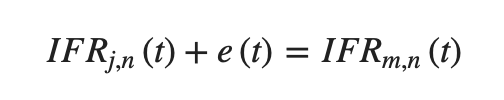 IFR_{j,n} (t) + e (t) = IFR_{m,n} (t)